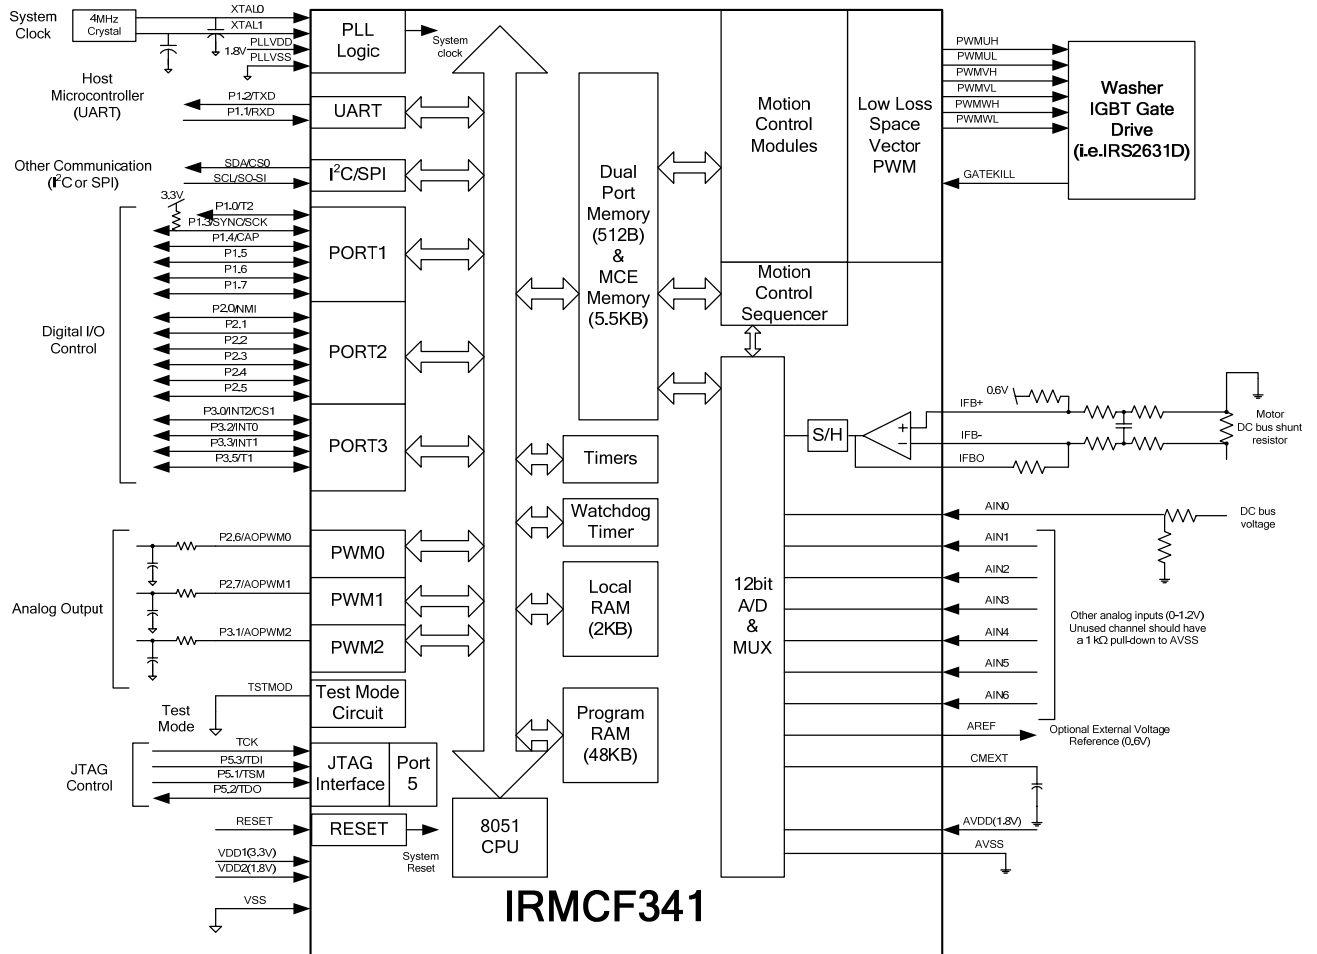 System
Clock
4MHz
Crystal
XTAL0
XTAL1
1.8V
PLLVDD
PLLVSS
PLL
Logic
System
clock
Host
Microcontroller
(UART)
P1.2/TXD
P1.1/RXD
UART
Other Communication
(I²C or SPI)
SDA/CS0
SCL/SO-SI
I²C/SPI
3.3V
P1.0/T2
P1.3/SYNC/SCK
P1.4/CAP
P1.5
P1.6
P1.7
PORT1
Digital I/O
Control
P2.0/NMI
P2.1
P2.2
P2.3
P2.4
P2.5
PORT2
P3.0/INT2/CS1
P3.2/INT0
P3.3/INT1
P3.5/T1
PORT3
Analog Output
P2.6/AOPWM0
PWM0
P2.7/AOPWM1
PWM1
P3.1/AOPWM2
PWM2
Test
Mode
TSTMOD
Test Mode
Circuit
JTAG
Control
TCK
P5.3/TDI
P5.1/TSM
P5.2/TDO
JTAG
Interface
Port
5
RESET
RESET
System
Reset
VDD1(3.3V)
VDD2(1.8V)
VSS
8051
CPU
Dual
Port
Memory
(512B)
&
MCE
Memory
(5.5KB)
Timers
Watchdog
Timer
Local
RAM
(2KB)
Program
RAM
(48KB)
Motion
Control
Modules
Low Loss
Space
Vector
PWM
Motion
Control
Sequencer
12bit
A/D
&
MUX
S/H
+
−
PWMUH
PWMUL
PWMVH
PWMVL
PWMWH
PWMWL
GATEKILL
Washer
IGBT Gate
Drive
(i.e.IRS2631D)
0.6V
IFB+
IFB-
IFBO
Motor
DC bus shunt
resistor
AIN0
DC bus
voltage
AIN1
AIN2
AIN3
AIN4
AIN5
AIN6
Other analog inputs (0-1.2V)
Unused channel should have
a 1 kΩ pull-down to AVSS
AREF
Optional External Voltage
Reference (0.6V)
CMEXT
AVDD(1.8V)
AVSS
IRMCF341